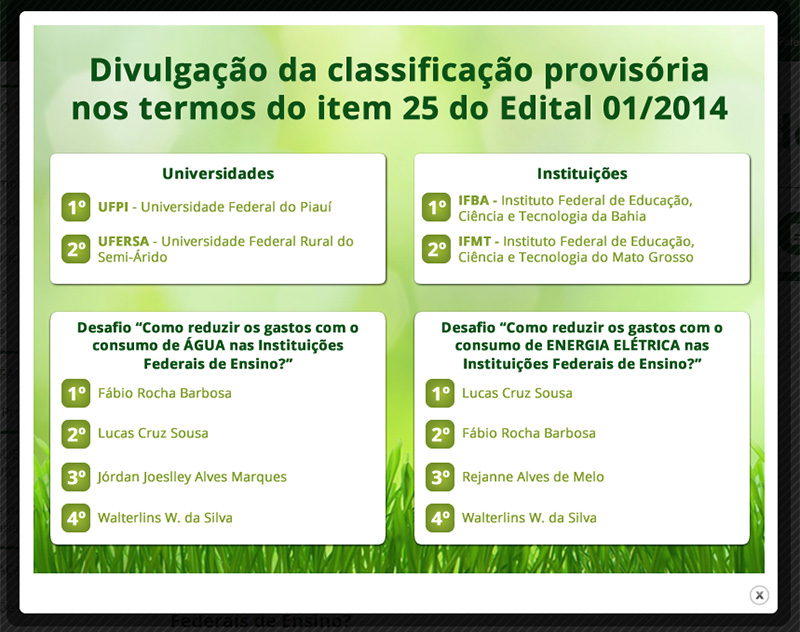 Divulgação da classificação provisória
nos termos do item 25 do Edital 01/2014
Universidades
1º UFPI - Universidade Federal do Piauí
2º UFERSA - Universidade Federal Rural do
Semi-Árido
Instituições
1º IFBA - Instituto Federal de Educação,
Ciência e Tecnologia da Bahia
2º IFMT - Instituto Federal de Educação,
Ciência e Tecnologia do Mato Grosso
Desafio “Como reduzir os gastos com o
consumo de ÁGUA nas Instituições
Federais de Ensino?”
1º Fábio Rocha Barbosa
2º Lucas Cruz Sousa
3º Jórdan Joeslley Alves Marques
4º Walterlins W. da Silva
Desafio “Como reduzir os gastos com o
consumo de ENERGIA ELÉTRICA nas
Instituições Federais de Ensino?”
1º Lucas Cruz Sousa
2º Fábio Rocha Barbosa
3º Rejanne Alves de Melo
4º Walterlins W. da Silva
x
Federais de Ensino?